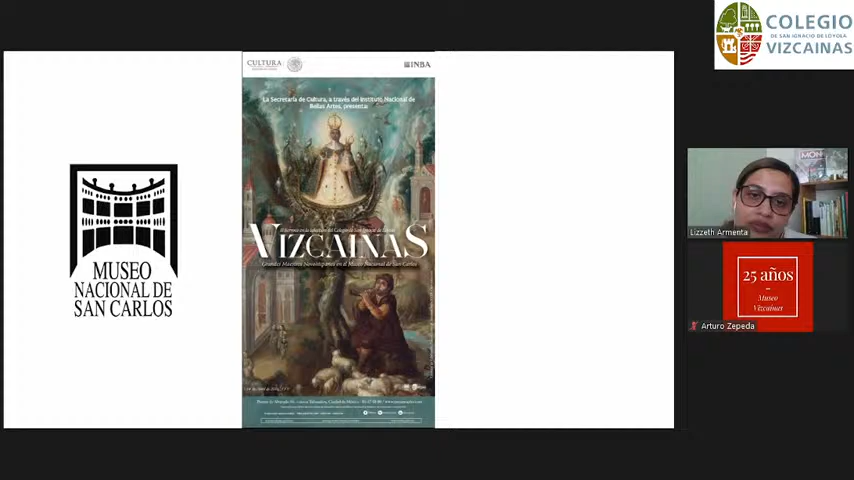 COLEGIO
DE SAN IGNACIO DE LOYOLA
VIZCAINAS
CULTURA
INBA
La Secretaría de Cultura, a través del Instituto Nacional de
Bellas Artes, presenta:
VIZCAINAS
Grandes Maestros Novohispanos en el Museo Nacional de San Carlos
MUSEO
NACIONAL DE
SAN CARLOS
MON
Lizzeth Armenta
25 años
Museo
Vizcaínas
Arturo Zepeda